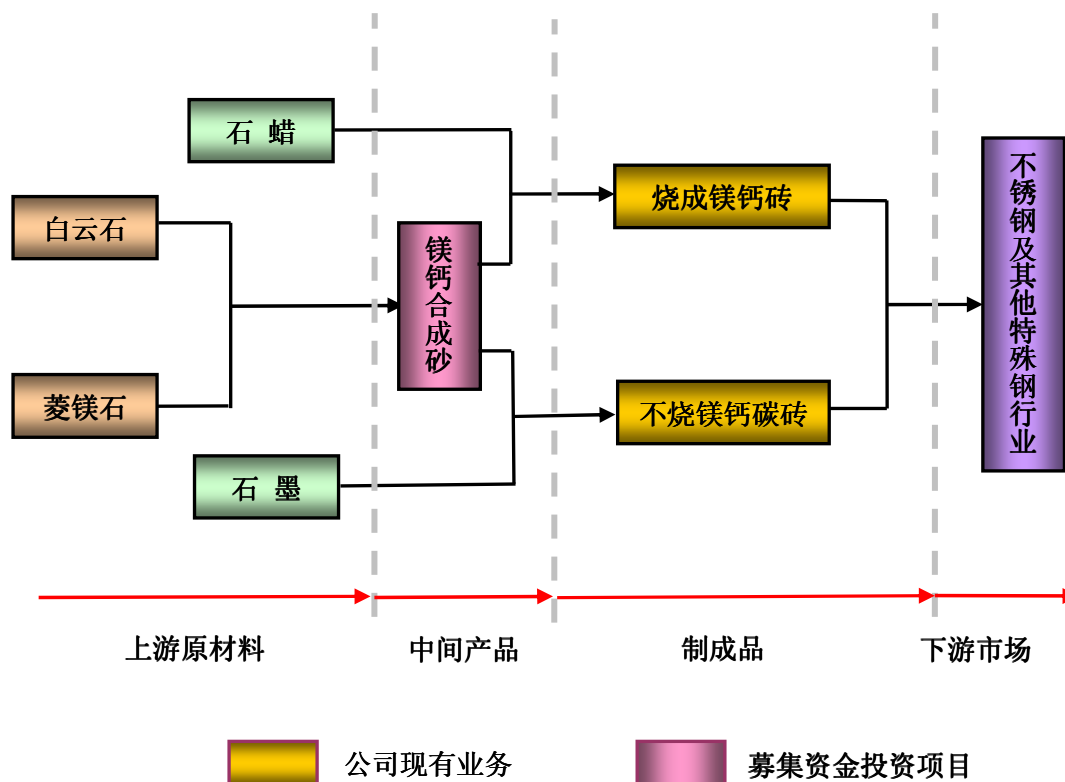 石 蜡
白云石
菱镁石
石 墨
镁钙合成砂
烧成镁钙砖
不烧镁钙碳砖
不锈钢及其他特殊钢行业
上游原材料
中间产品
制成品
下游市场
公司现有业务
募集资金投资项目